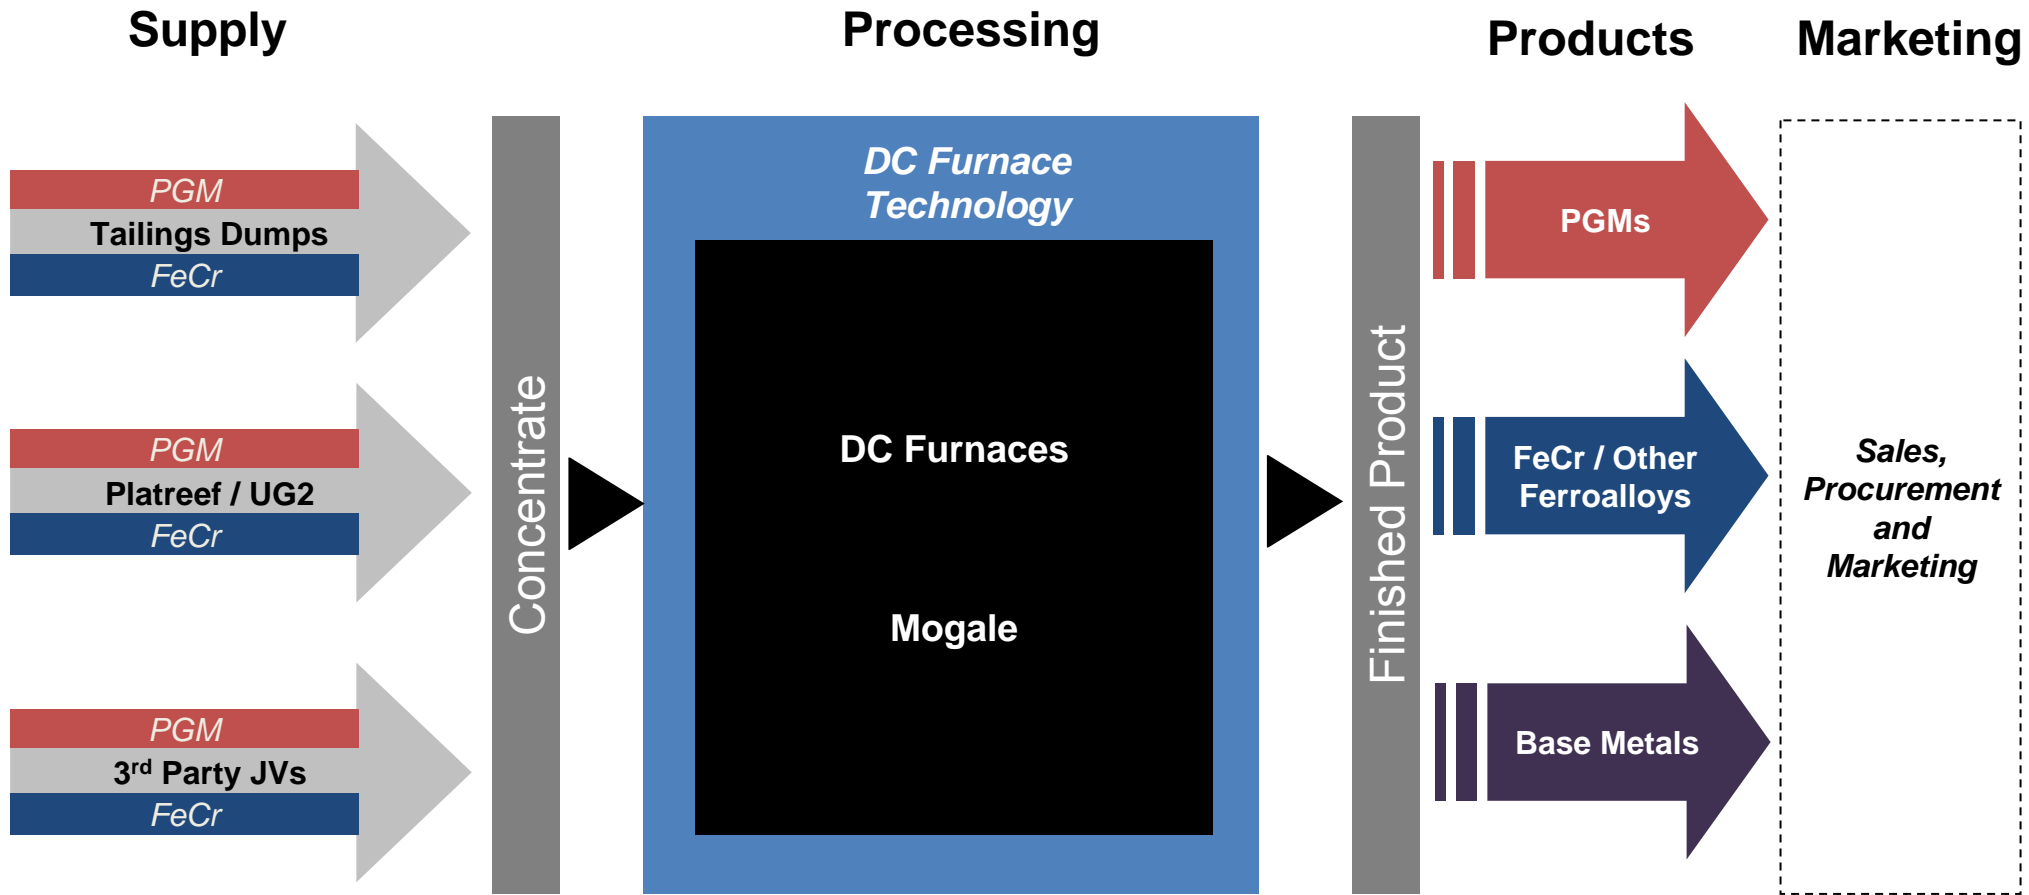 Supply
Processing
Products
Marketing
PGM
Tailings Dumps
FeCr
PGM
Platreef / UG2
FeCr
PGM
3rd Party JVs
FeCr
Concentrate
DC Furnace
Technology
DC Furnaces
Mogale
Finished Product
PGMs
FeCr / Other
Ferroalloys
Base Metals
Sales,
Procurement
and
Marketing